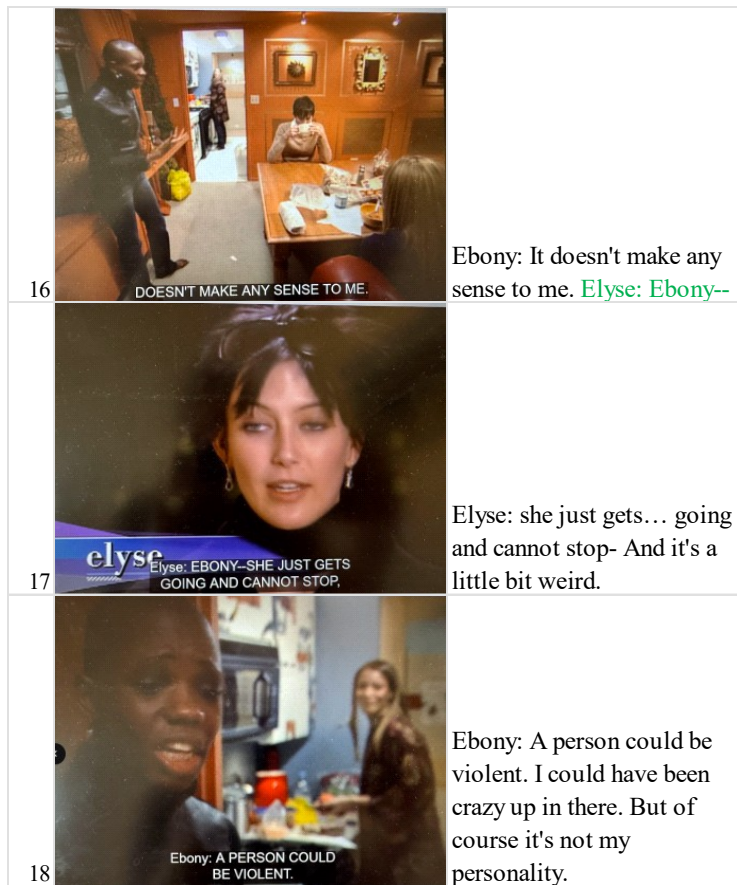 DOESN'T MAKE ANY SENSE TO ME.
16
Ebony: It doesn't make any
sense to me. Elyse: Ebony--
elyse
Elyse: EBONY--SHE JUST GETS
GOING AND CANNOT STOP,
17
Elyse: she just gets… going
and cannot stop- And it's a
little bit weird.
Ebony: A PERSON COULD
BE VIOLENT.
18
Ebony: A person could be
violent. I could have been
crazy up in there. But of
course it's not my
personality.